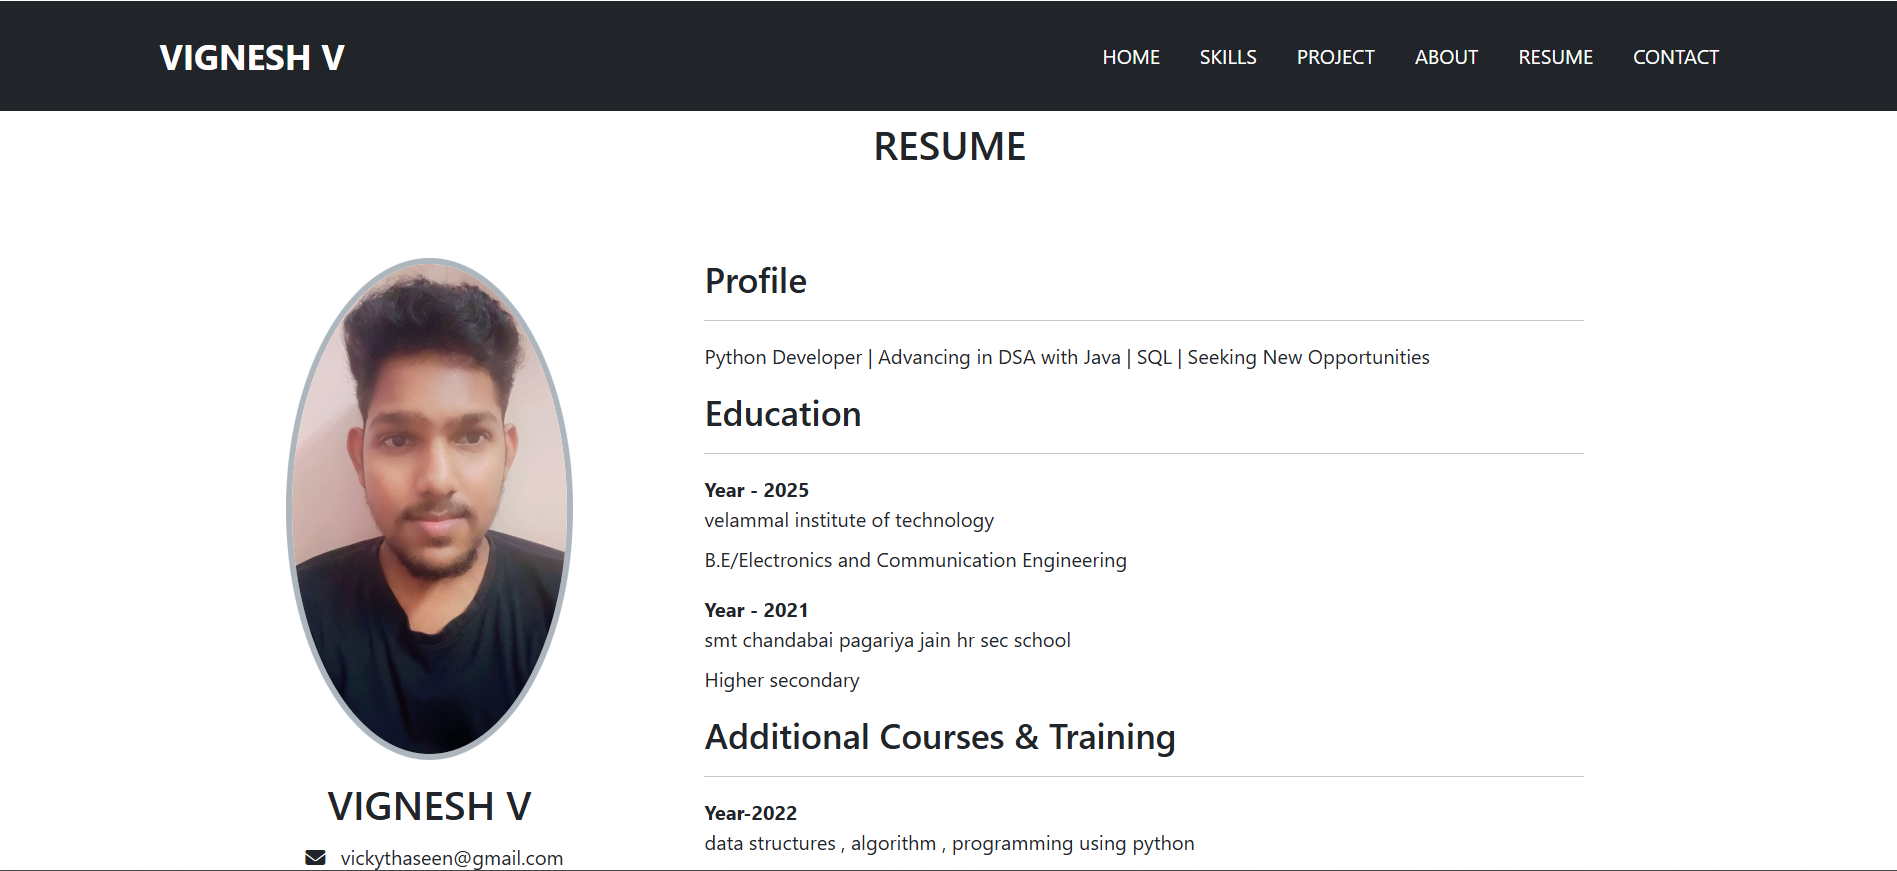 VIGNESH V
HOME SKILLS PROJECT ABOUT RESUME CONTACT
RESUME
VIGNESH V
vickythaseen@gmail.com
Profile
Python Developer | Advancing in DSA with Java | SQL | Seeking New Opportunities
Education
Year - 2025
velammal institute of technology
B.E/Electronics and Communication Engineering
Year - 2021
smt chandabai pagariya jain hr sec school
Higher secondary
Additional Courses & Training
Year-2022
data structures , algorithm , programming using python